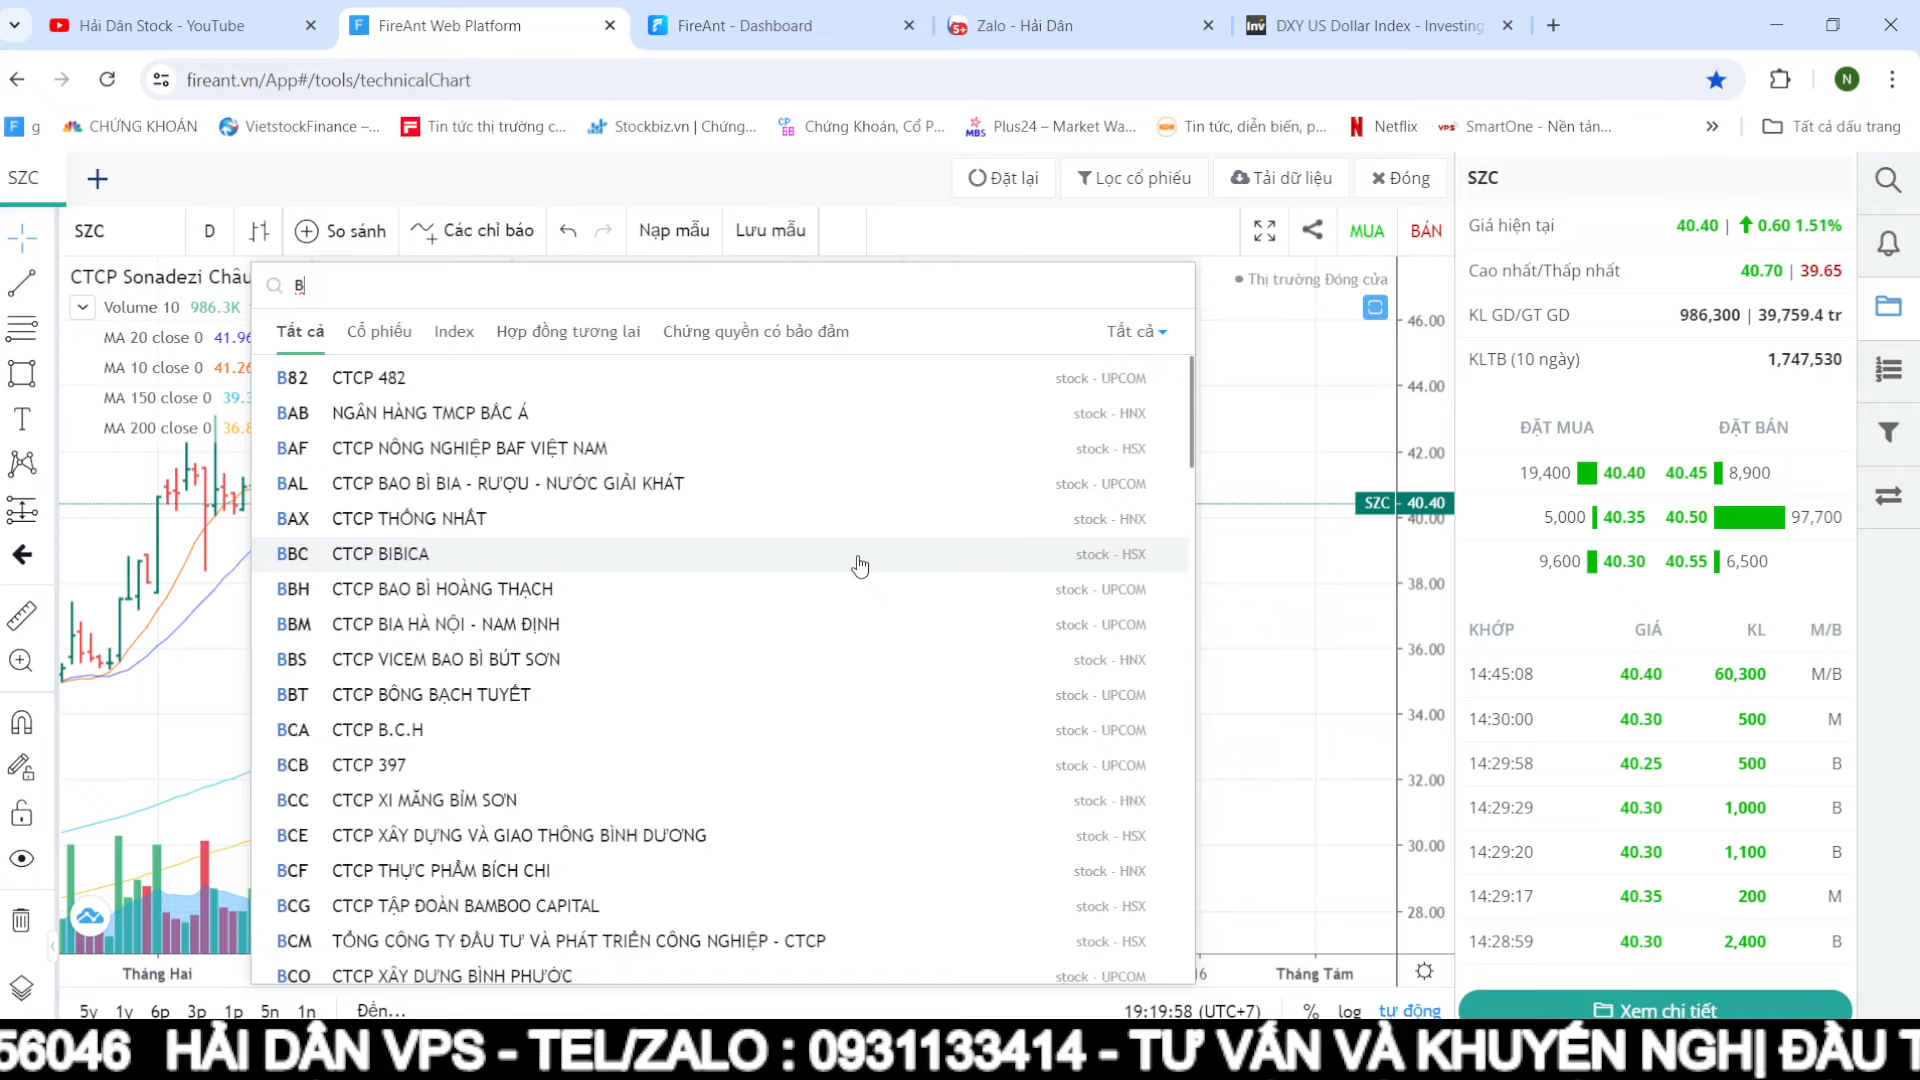 Hải Dân Stock - YouTube
FireAnt Web Platform
FireAnt - Dashboard
Zalo - Hải Dân
DXY US Dollar Index - Investing
fireant.vn/App#/tools/technicalChart
N
g
CHỨNG KHOÁN
VietstockFinance –...
Tin tức thị trường c...
Stockbiz.vn | Chứng...
Chứng Khoán, Cổ P...
Plus24 – Market Wa...
Tin tức, diễn biến, p...
Netflix
SmartOne - Nền tản...
Tất cả dấu trang
SZC
Đặt lại
Lọc cổ phiếu
Tải dữ liệu
Đóng
SZC
D
So sánh
Các chỉ báo
Nạp mẫu
Lưu mẫu
MUA
BÁN
CTCP Sonadezi Châu
Volume 10 986.3K
MA 20 close 0 41.96
MA 10 close 0 41.26
MA 150 close 0 39.3
MA 200 close 0 36.8
Thị trường Đóng cửa
B
Tất cả Cổ phiếu Index Hợp đồng tương lai Chứng quyền có bảo đảm Tất cả
B82 CTCP 482 stock - UPCOM
BAB NGÂN HÀNG TMCP BẮC Á stock - HNX
BAF CTCP NÔNG NGHIỆP BAF VIỆT NAM stock - HSX
BAL CTCP BAO BÌ BIA - RƯỢU - NƯỚC GIẢI KHÁT stock - UPCOM
BAX CTCP THỐNG NHẤT stock - HNX
BBC CTCP BIBICA stock - HSX
BBH CTCP BAO BÌ HOÀNG THẠCH stock - UPCOM
BBM CTCP BIA HÀ NỘI - NAM ĐỊNH stock - UPCOM
BBS CTCP VICEM BAO BÌ BÚT SƠN stock - HNX
BBT CTCP BÔNG BẠCH TUYẾT stock - UPCOM
BCA CTCP B.C.H stock - UPCOM
BCB CTCP 397 stock - UPCOM
BCC CTCP XI MĂNG BỈM SƠN stock - HNX
BCE CTCP XÂY DỰNG VÀ GIAO THÔNG BÌNH DƯƠNG stock - HSX
BCF CTCP THỰC PHẨM BÍCH CHI stock - HNX
BCG CTCP TẬP ĐOÀN BAMBOO CAPITAL stock - HSX
BCM TỔNG CÔNG TY ĐẦU TƯ VÀ PHÁT TRIỂN CÔNG NGHIỆP - CTCP stock - HSX
BCO CTCP XÂY DỰNG BÌNH PHƯỚC stock - UPCOM
46.00
44.00
42.00
SZC 40.40
40.00
38.00
36.00
34.00
32.00
30.00
28.00
Tháng Hai
16
Tháng Tám
5y 1y 6p 3p 1p 5n 1n Đến...
19:19:58 (UTC+7) % log tự động
SZC
Giá hiện tại 40.40 | 0.60 1.51%
Cao nhất/Thấp nhất 40.70 | 39.65
KL GD/GT GD 986,300 | 39,759.4 tr
KLTB (10 ngày) 1,747,530
ĐẶT MUA ĐẶT BÁN
19,400 40.40 40.45 8,900
5,000 40.35 40.50 97,700
9,600 40.30 40.55 6,500
KHỚP GIÁ KL M/B
14:45:08 40.40 60,300 M/B
14:30:00 40.30 500 M
14:29:58 40.25 500 B
14:29:29 40.30 1,000 B
14:29:20 40.30 1,100 B
14:29:17 40.35 200 M
14:28:59 40.30 2,400 B
Xem chi tiết
56046 HẢI DÂN VPS - TEL/ZALO : 0931133414 - TƯ VẤN VÀ KHUYẾN NGHỊ ĐẦU T